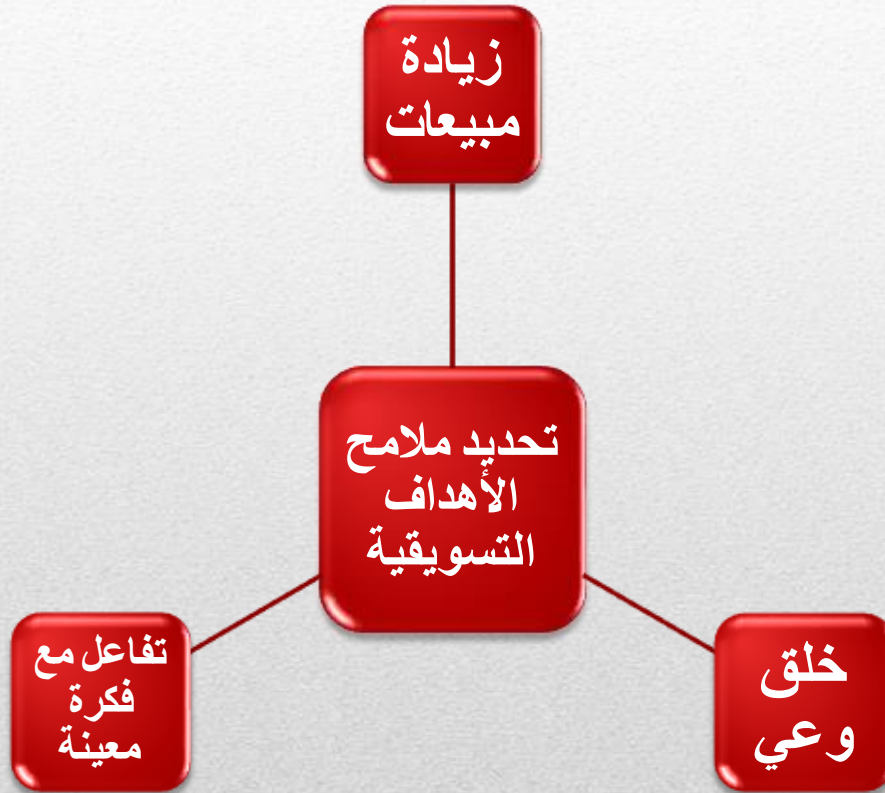 زيادة
مبيعات
تحديد ملامح
الأهداف
التسويقية
خلق
وعي
تفاعل مع
فكرة
معينة